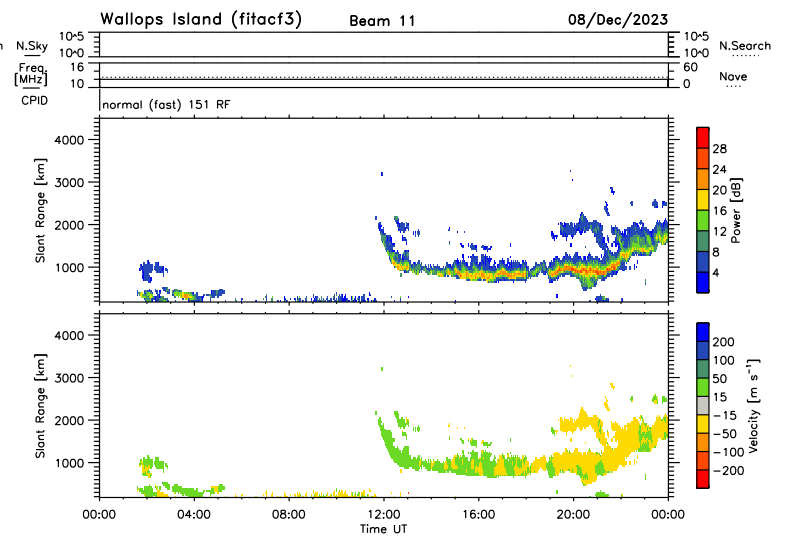 Wallops Island (fitacf3) Beam 11 08/Dec/2023
N.Sky 10^5 10^0 10^5 10^0 N.Search
Freq. [MHz] 16 10 60 0 Nave
CPID normal (fast) 151 RF
Slant Range [km]
4000
3000
2000
1000
28
24
20
16
12
8
4
Power [dB]
Slant Range [km]
4000
3000
2000
1000
200
100
50
15
-15
-50
-100
-200
Velocity [m s⁻¹]
00:00 04:00 08:00 12:00 16:00 20:00 00:00
Time UT